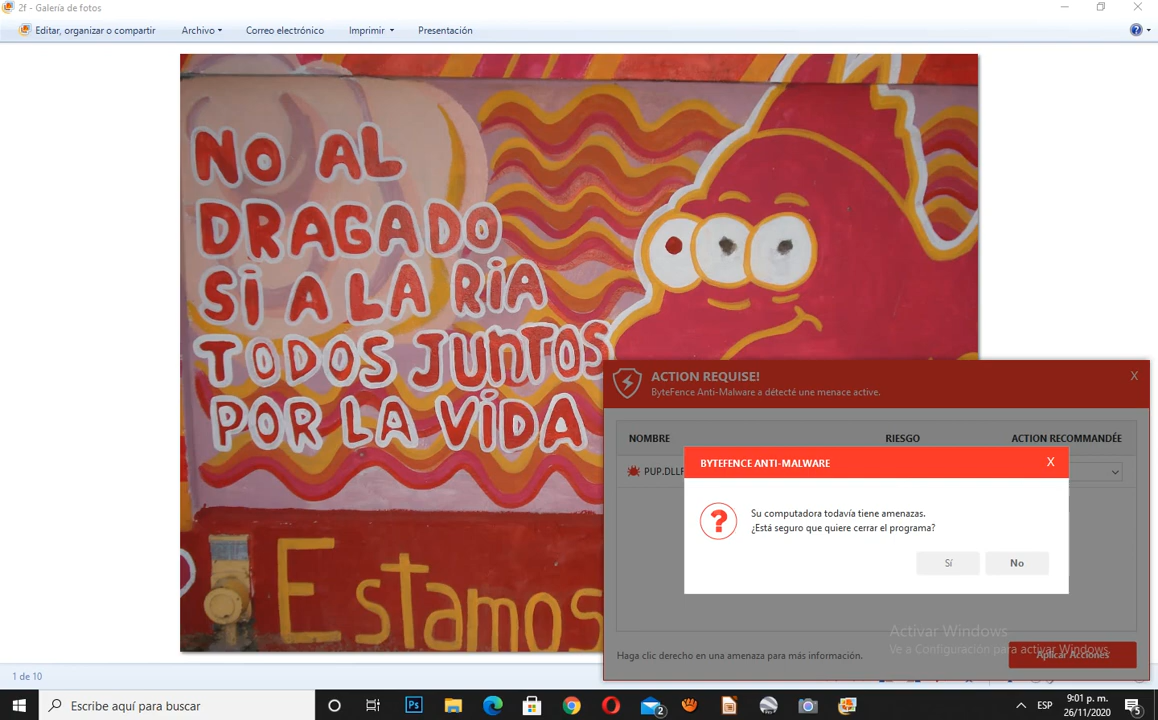 2f - Galería de fotos
Editar, organizar o compartir Archivo Correo electrónico Imprimir Presentación
NO AL
DRAGADO
SI A LA RIA
TODOS JUNTOS
POR LA VIDA
Estamos
ACTION REQUISE!
ByteFence Anti-Malware a détecté une menace active.
NOMBRE RIESGO ACTION RECOMMANDÉE
BYTEFENCE ANTI-MALWARE X
Su computadora todavía tiene amenazas.
¿Está seguro que quiere cerrar el programa?
Sí No
Activar Windows
Ve a Configuración para activar Windows.
Haga clic derecho en una amenaza para más información.
Aplicar Acciones
1 de 10
Escribe aquí para buscar
Ps
2
ESP
9:01 p. m.
26/11/2020
5